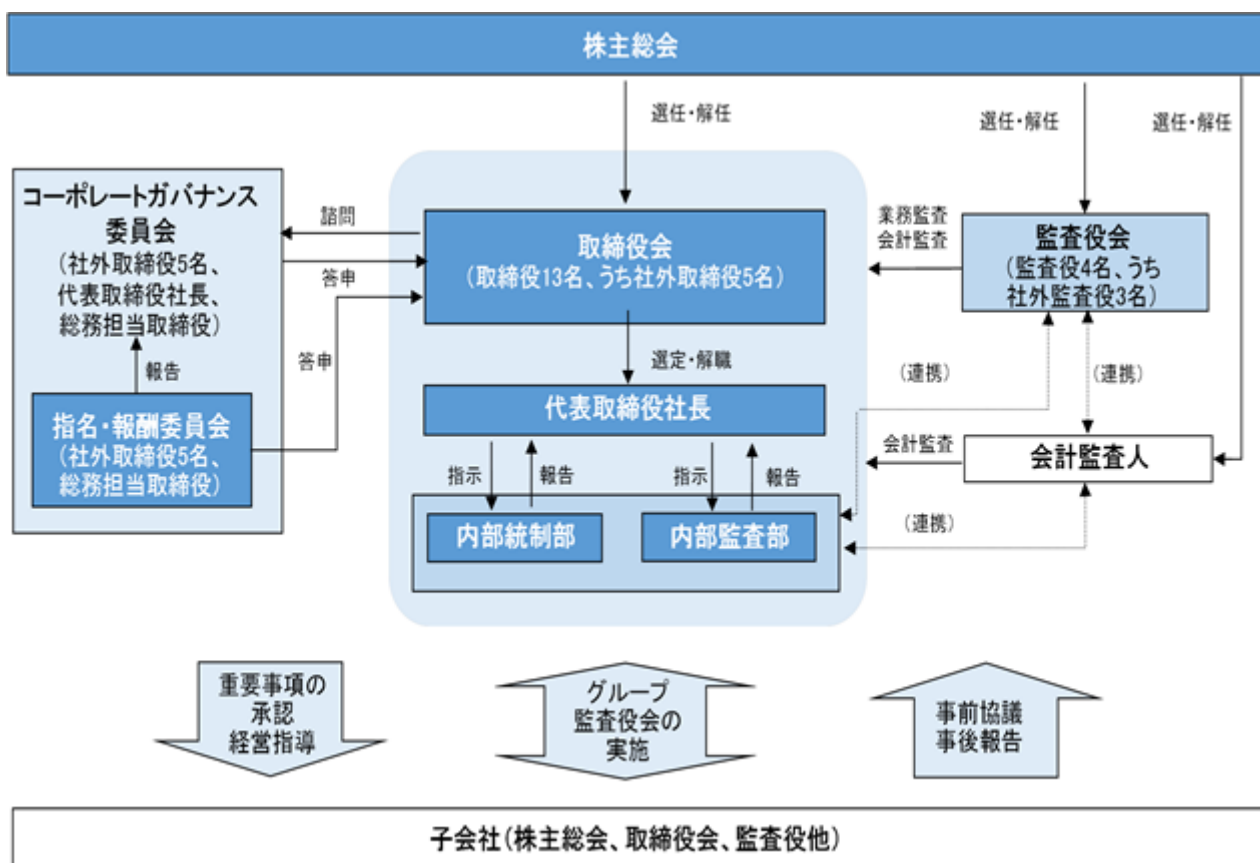 株主総会
選任・解任
選任・解任
選任・解任
コーポレートガバナンス
委員会
(社外取締役5名、
代表取締役社長、
総務担当取締役)
報告
指名・報酬委員会
(社外取締役5名、
総務担当取締役)
諮問
答申
答申
取締役会
(取締役13名、うち社外取締役5名)
選定・解職
代表取締役社長
指示
報告
指示
報告
内部統制部
内部監査部
業務監査
会計監査
監査役会
(監査役4名、うち
社外監査役3名)
(連携)
(連携)
会計監査
会計監査人
(連携)
重要事項の
承認
経営指導
グループ
監査役会の
実施
事前協議
事後報告
子会社(株主総会、取締役会、監査役他)